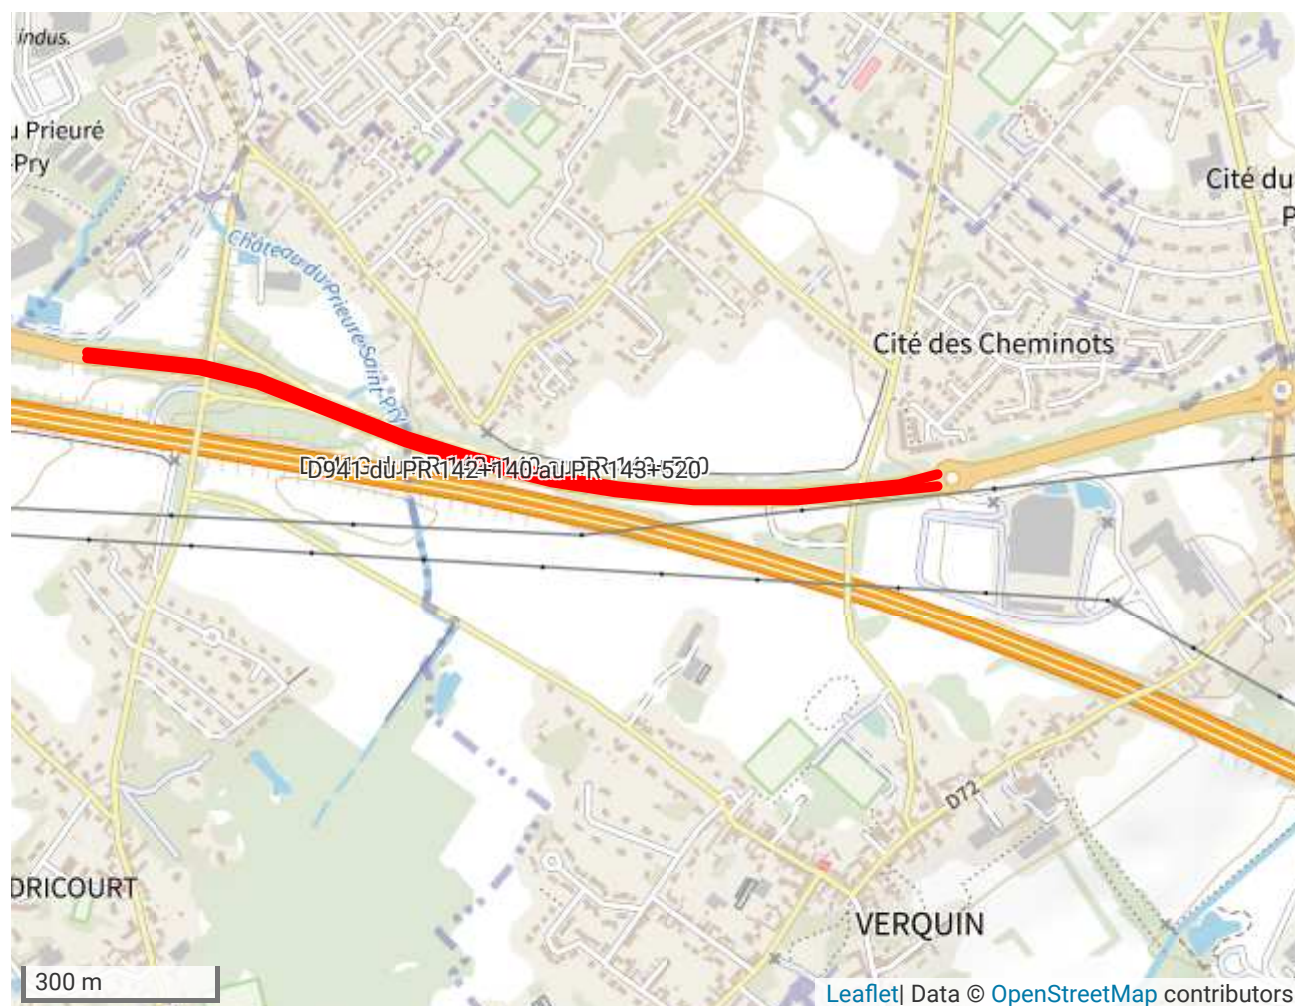 indus.
u Prieuré
-Pry
Cité du
P
Château du Prieuré Saint-Pry
Cité des Cheminots
D941 du PR 142+140 au PR 143+520
D72
DRICOURT
VERQUIN
300 m
Leaflet| Data © OpenStreetMap contributors